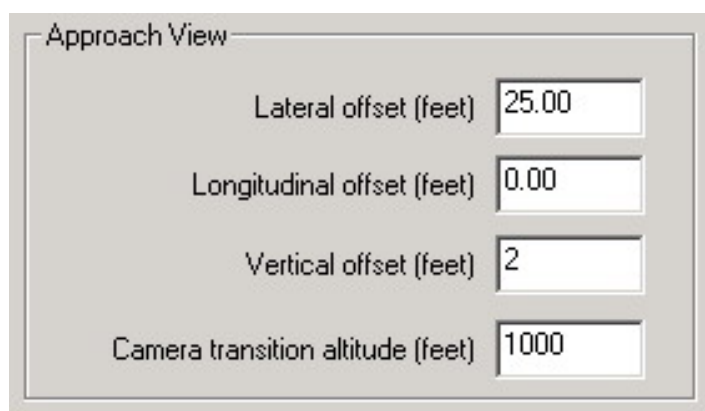 Approach View
Lateral offset (feet) 25.00
Longitudinal offset (feet) 0.00
Vertical offset (feet) 2
Camera transition altitude (feet) 1000